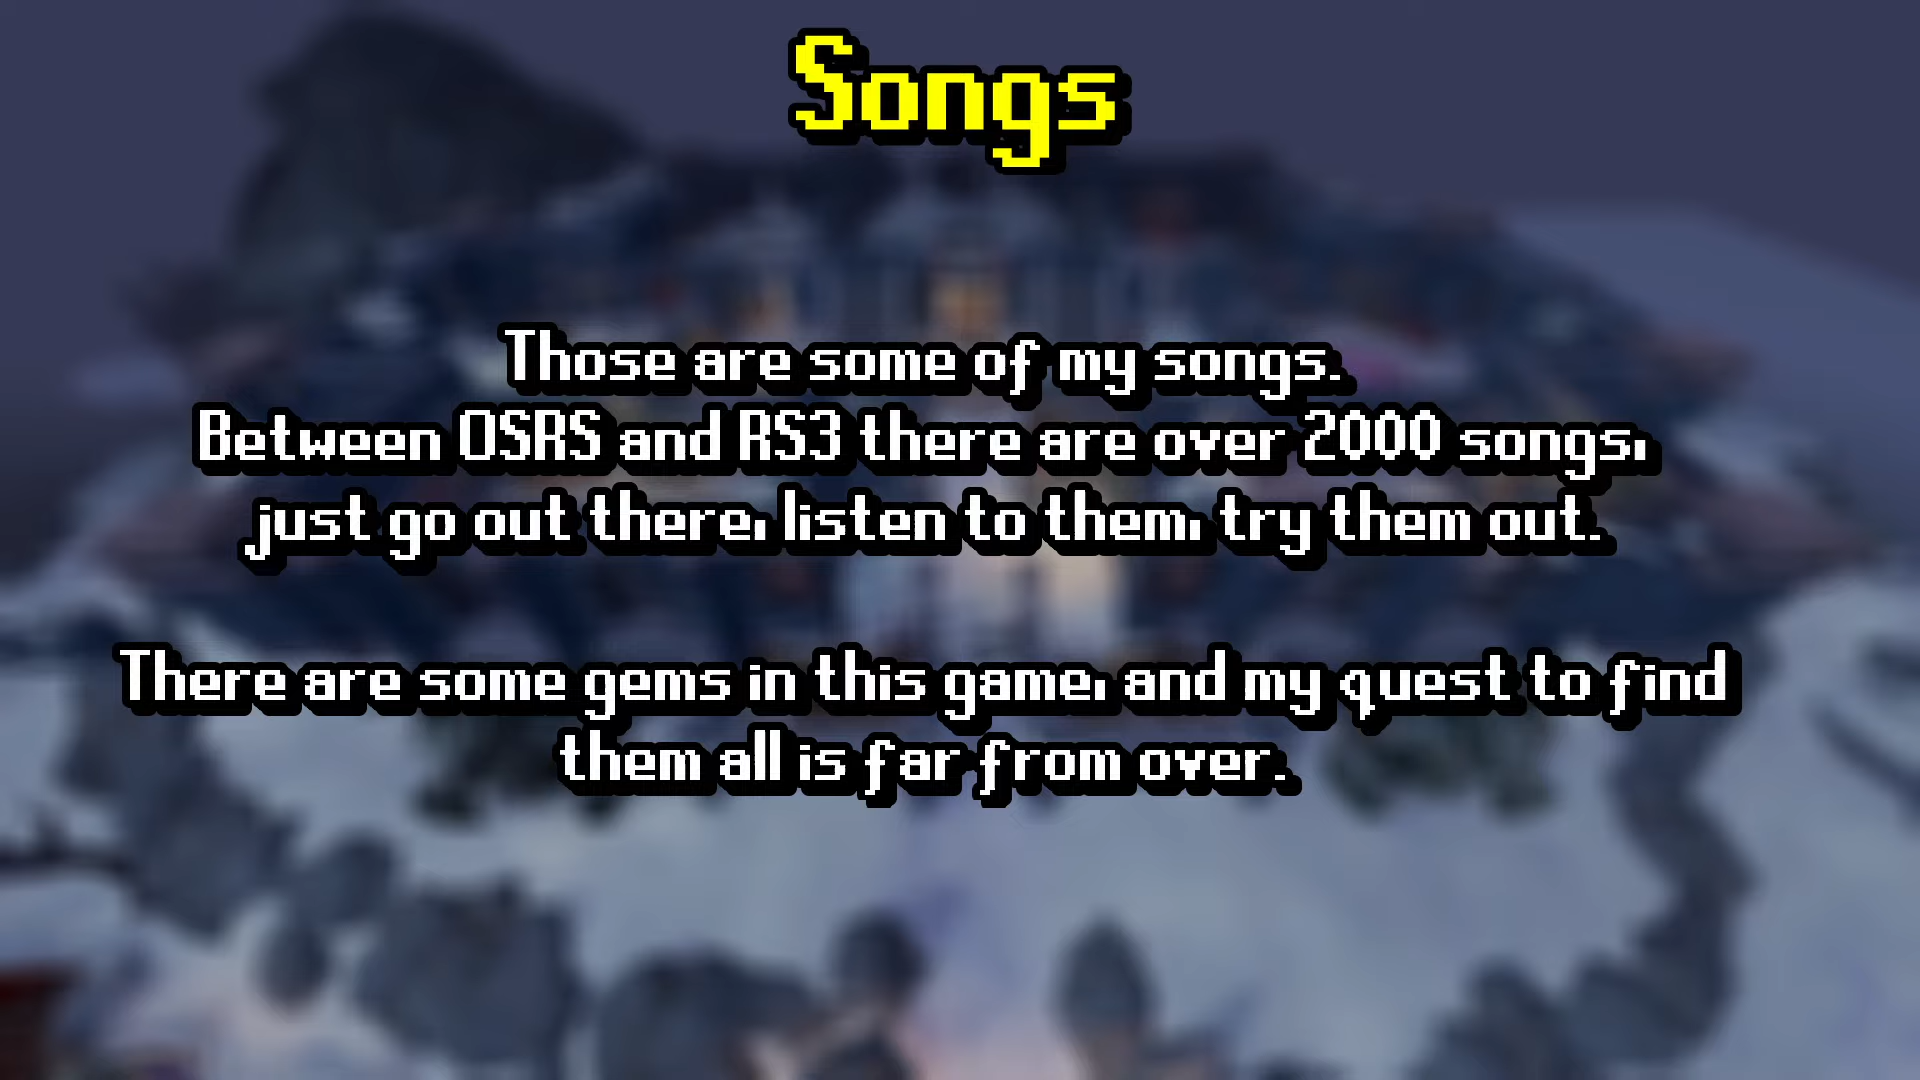 Songs
Those are some of my songs.
Between OSRS and RS3 there are over 2000 songs,
just go out there, listen to them, try them out.
There are some gems in this game, and my quest to find
them all is far from over.